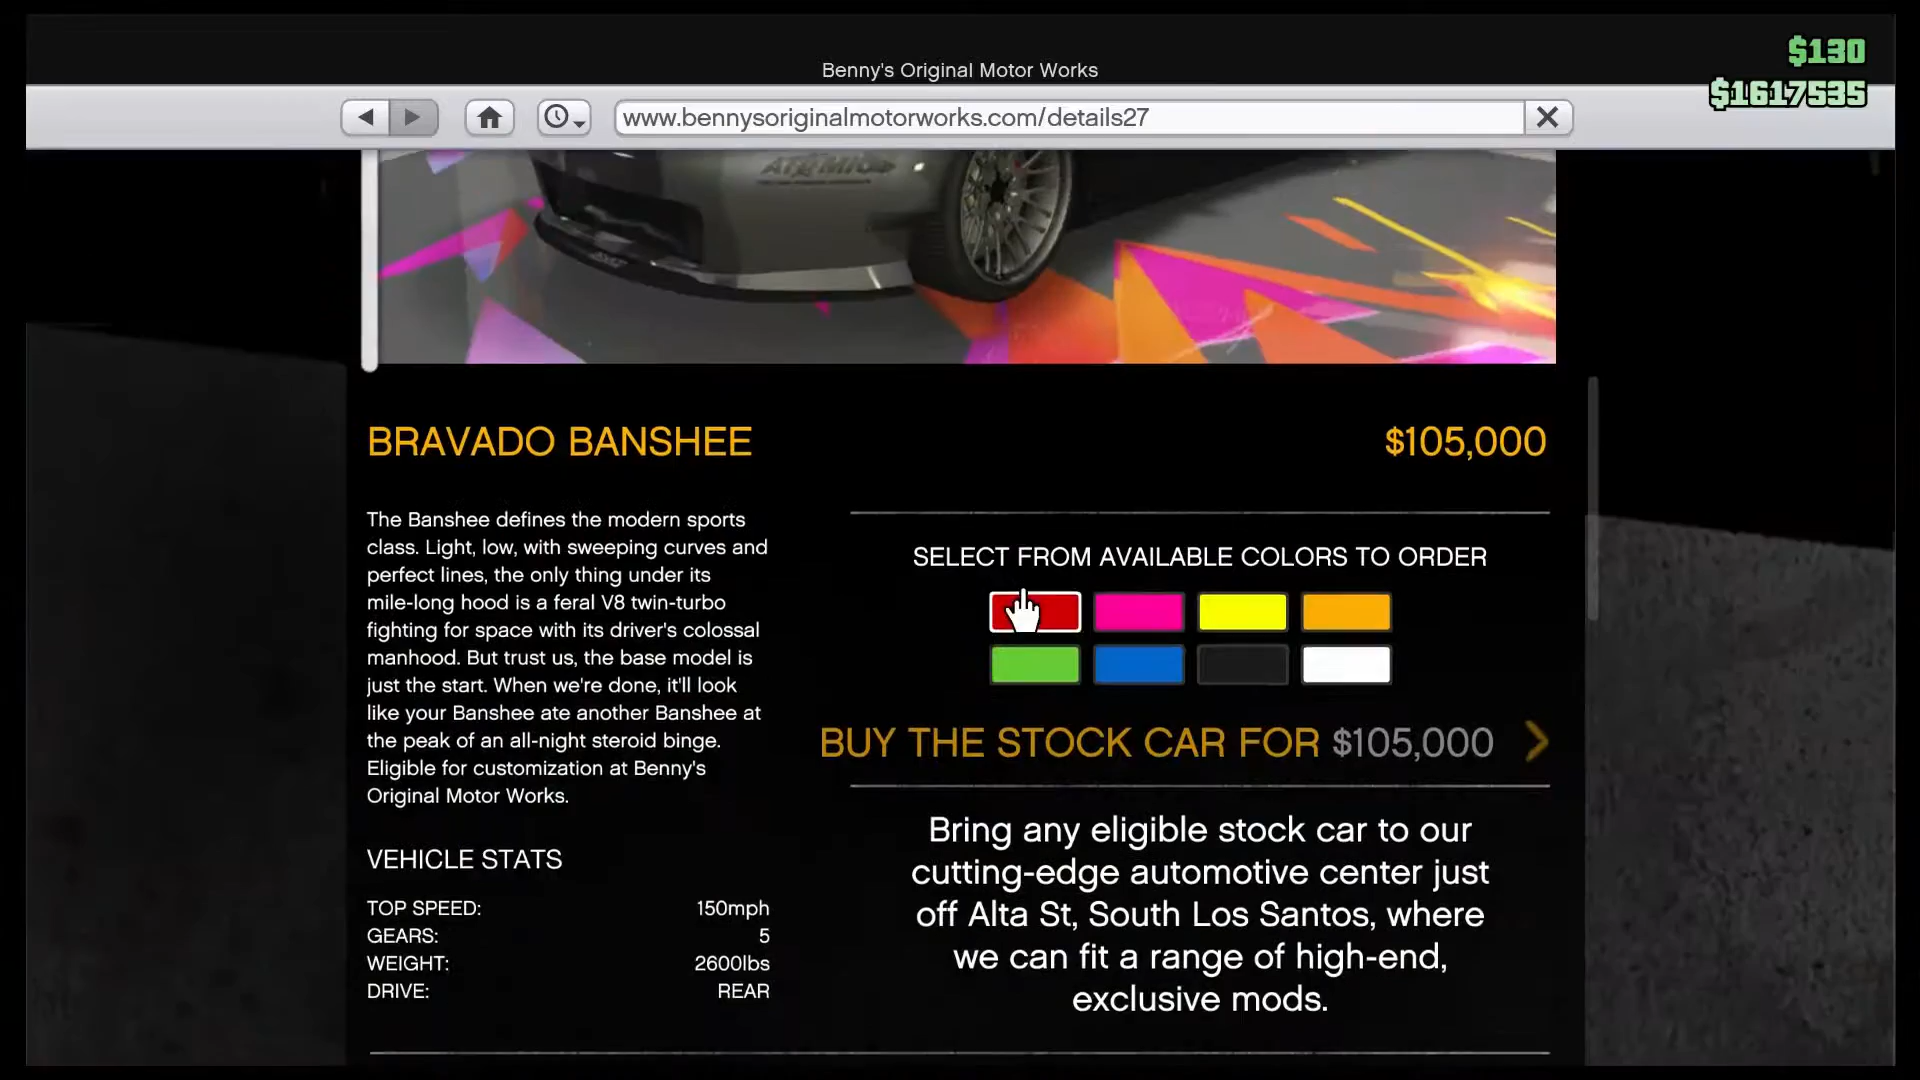 $130
Benny's Original Motor Works
$1617535
www.bennysoriginalmotorworks.com/details27
BRAVADO BANSHEE
$105,000
The Banshee defines the modern sports
class. Light, low, with sweeping curves and
perfect lines, the only thing under its
mile-long hood is a feral V8 twin-turbo
fighting for space with its driver's colossal
manhood. But trust us, the base model is
just the start. When we're done, it'll look
like your Banshee ate another Banshee at
the peak of an all-night steroid binge.
Eligible for customization at Benny's
Original Motor Works.
VEHICLE STATS
TOP SPEED: 150mph
GEARS: 5
WEIGHT: 2600lbs
DRIVE: REAR
SELECT FROM AVAILABLE COLORS TO ORDER
BUY THE STOCK CAR FOR $105,000
Bring any eligible stock car to our
cutting-edge automotive center just
off Alta St, South Los Santos, where
we can fit a range of high-end,
exclusive mods.